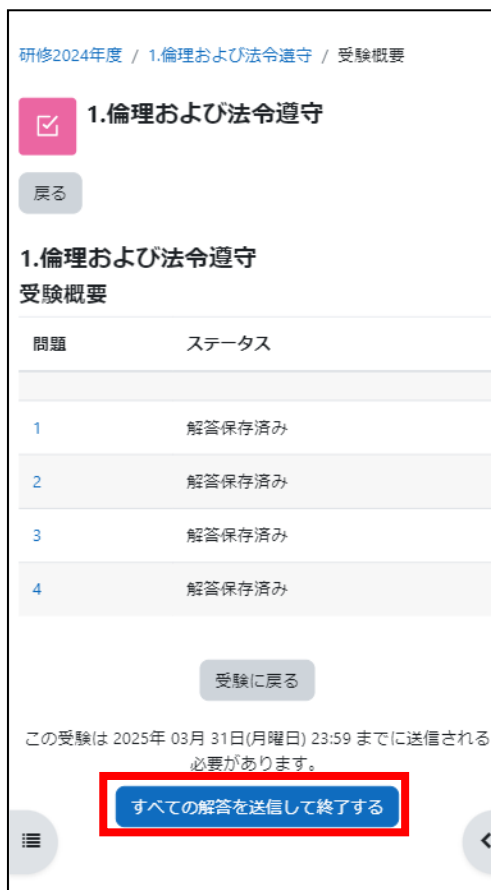 研修2024年度 / 1.倫理および法令遵守 / 受験概要
1.倫理および法令遵守
戻る
1.倫理および法令遵守
受験概要
問題 ステータス
1 解答保存済み
2 解答保存済み
3 解答保存済み
4 解答保存済み
受験に戻る
この受験は 2025年 03月 31日(月曜日) 23:59 までに送信される
必要があります。
すべての解答を送信して終了する